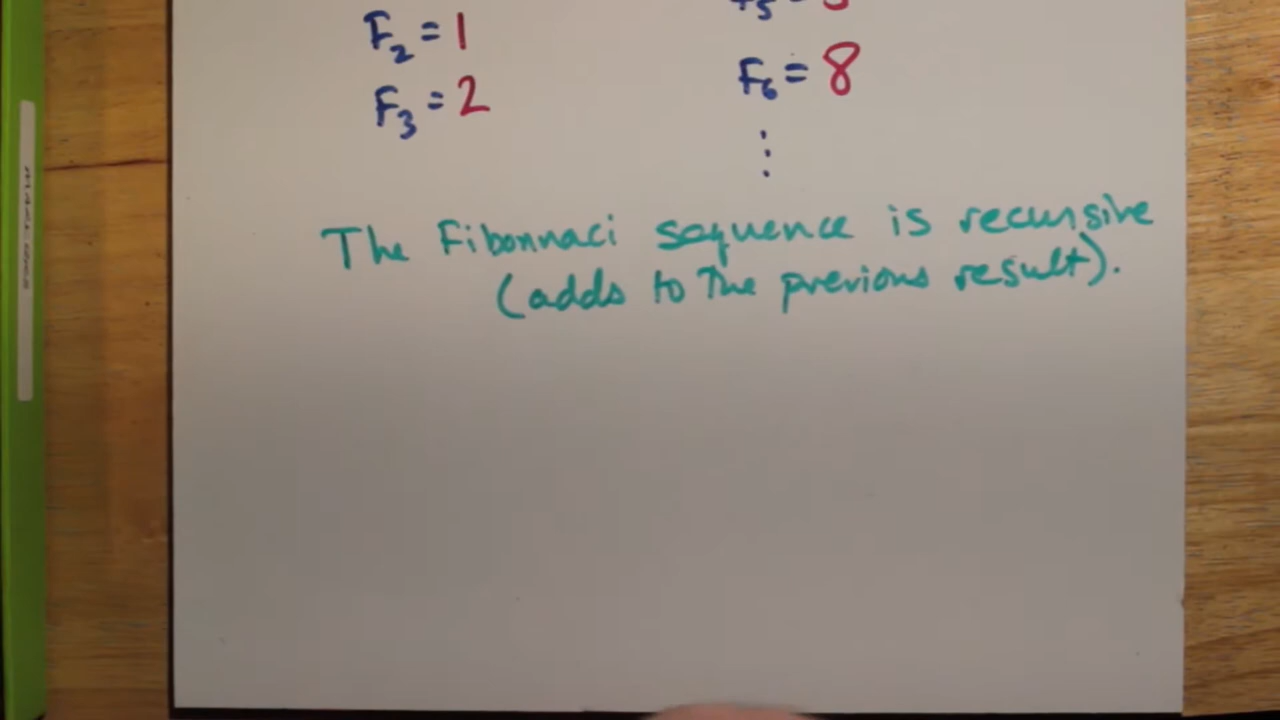 F₂ = 1
F₃ = 2
F₆ = 8
⋮
The Fibonnaci sequence is recursive
(adds to the previous result).